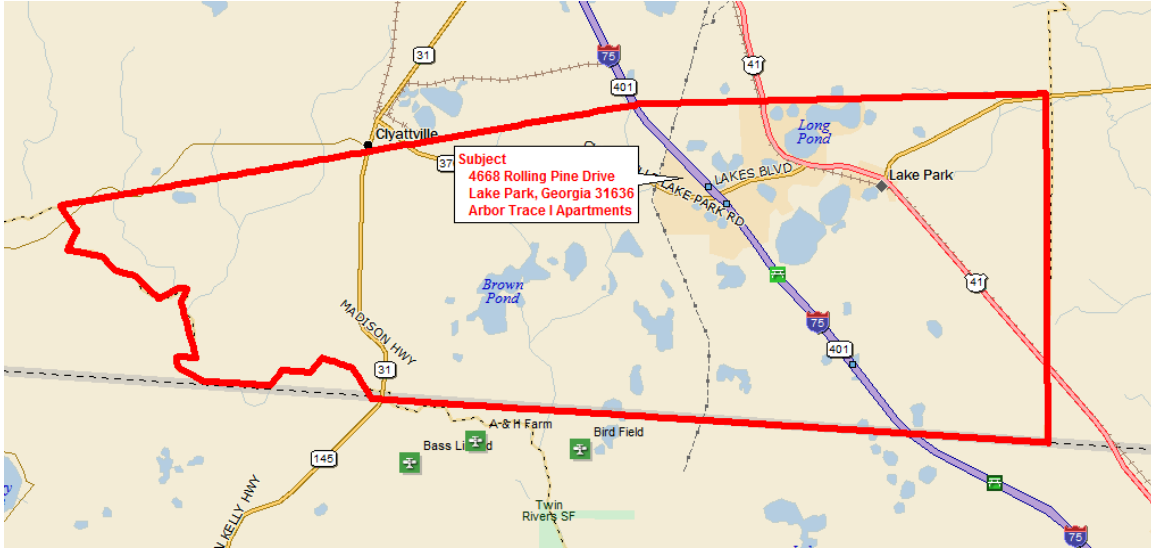 75
401
31
41
Long
Pond
Clyattville
Subject
4668 Rolling Pine Drive
Lake Park, Georgia 31636
Arbor Trace I Apartments
LAKES BLVD
LAKE PARK RD
Lake Park
Brown
Pond
41
MADISON HWY
75
401
31
A-& H Farm
Bird Field
145
KELLY HWY
Twin
Rivers SF
75